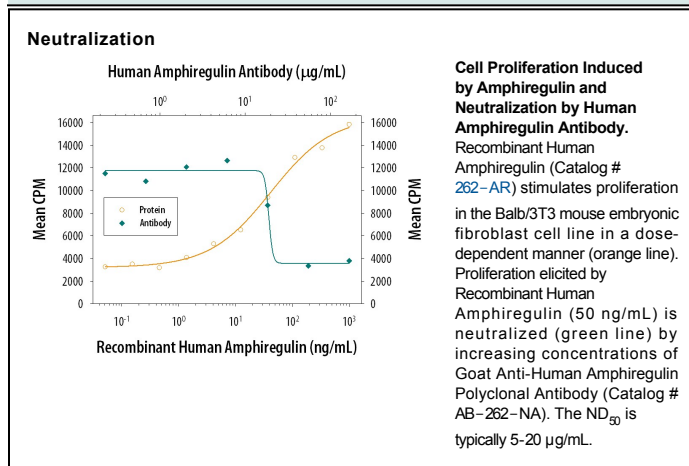 Neutralization
Human Amphiregulin Antibody (µg/mL)
10⁰ 10¹ 10²
16000 16000
14000 14000
12000 12000
10000 10000
8000 8000
6000 6000
4000 4000
2000 2000
0 0
Mean CPM
Mean CPM
Protein
Antibody
10⁻¹ 10⁰ 10¹ 10² 10³
Recombinant Human Amphiregulin (ng/mL)
Cell Proliferation Induced
by Amphiregulin and
Neutralization by Human
Amphiregulin Antibody.
Recombinant Human
Amphiregulin (Catalog #
262-AR) stimulates proliferation
in the Balb/3T3 mouse embryonic
fibroblast cell line in a dose-
dependent manner (orange line).
Proliferation elicited by
Recombinant Human
Amphiregulin (50 ng/mL) is
neutralized (green line) by
increasing concentrations of
Goat Anti-Human Amphiregulin
Polyclonal Antibody (Catalog #
AB-262-NA). The ND₅₀ is
typically 5-20 µg/mL.